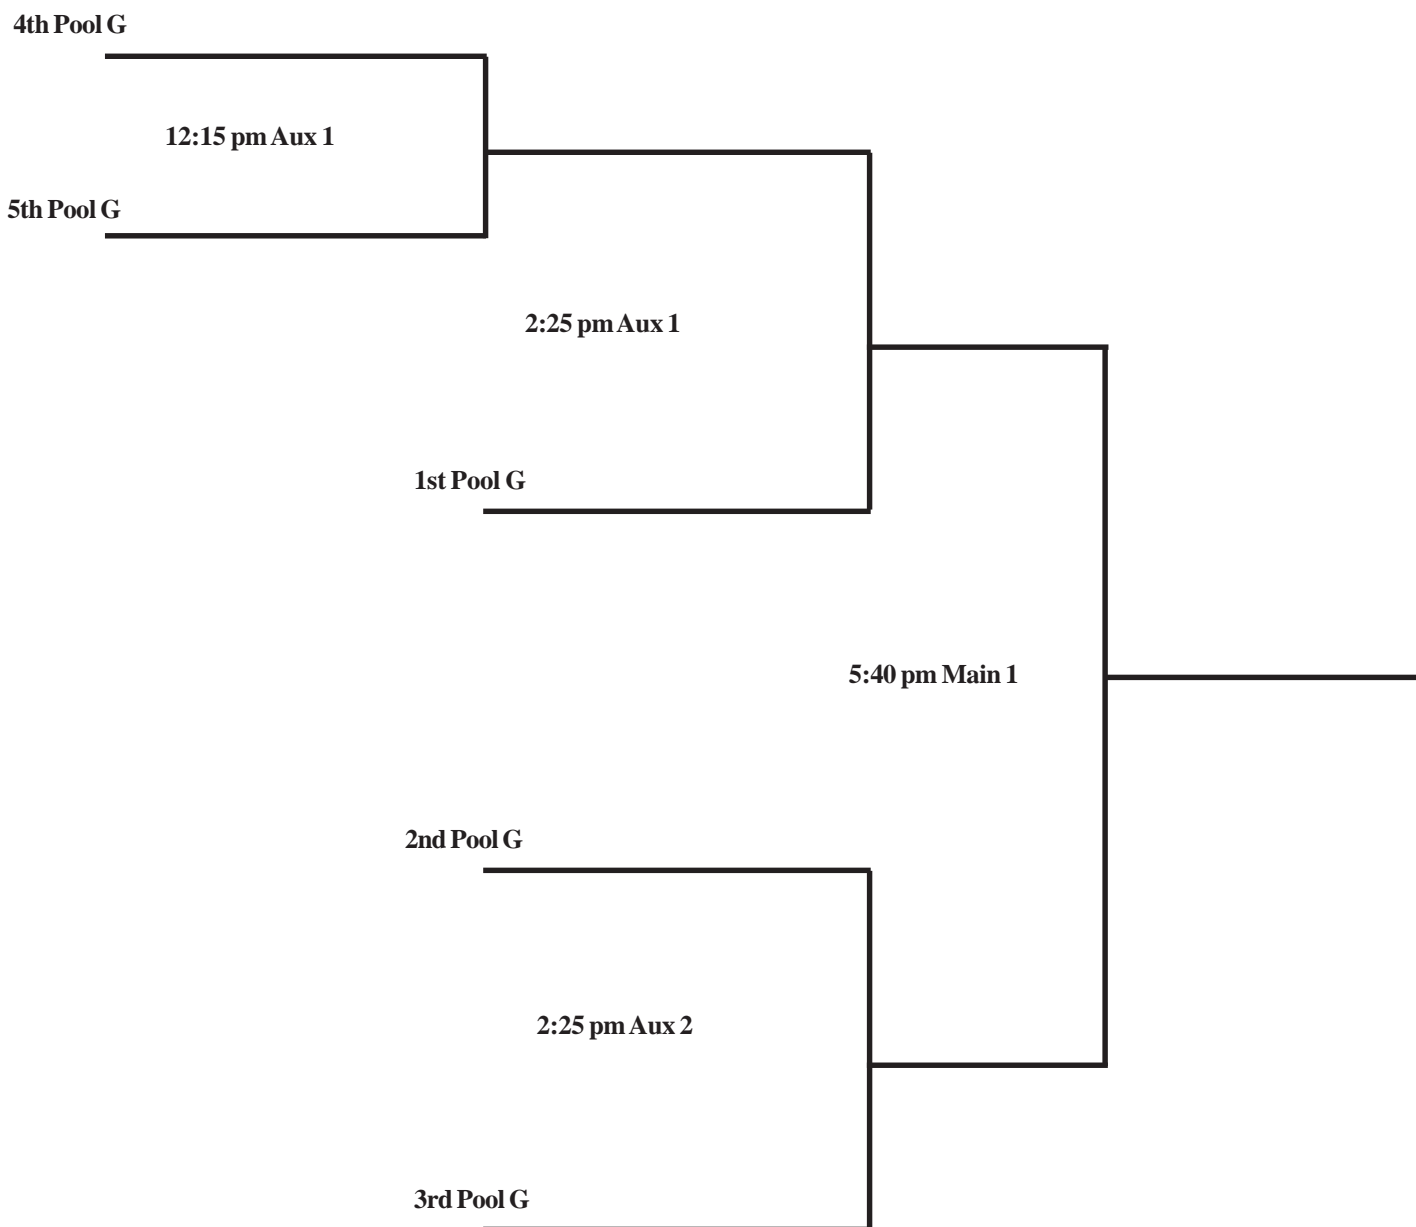 4th Pool G
12:15 pm Aux 1
5th Pool G
2:25 pm Aux 1
1st Pool G
5:40 pm Main 1
2nd Pool G
2:25 pm Aux 2
3rd Pool G